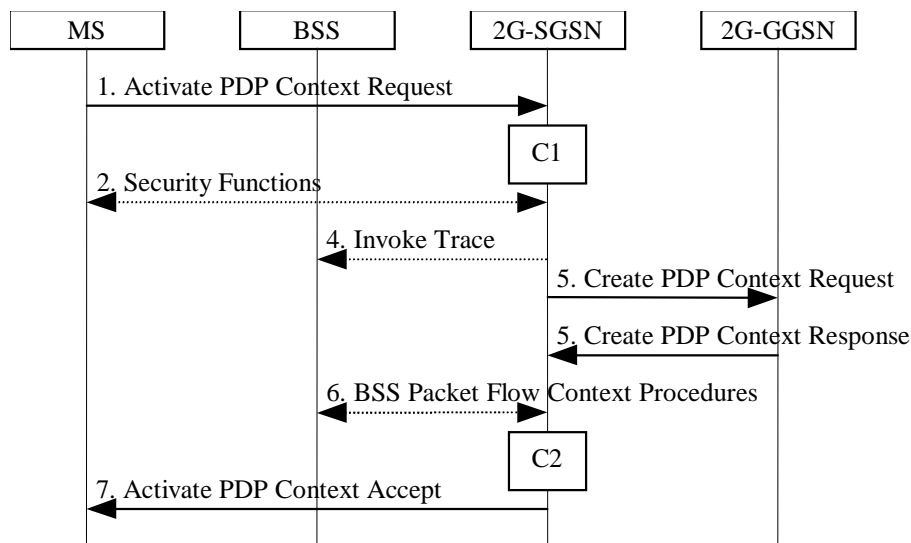 MS BSS 2G-SGSN 2G-GGSN
1. Activate PDP Context Request
C1
2. Security Functions
4. Invoke Trace
5. Create PDP Context Request
5. Create PDP Context Response
6. BSS Packet Flow Context Procedures
C2
7. Activate PDP Context Accept